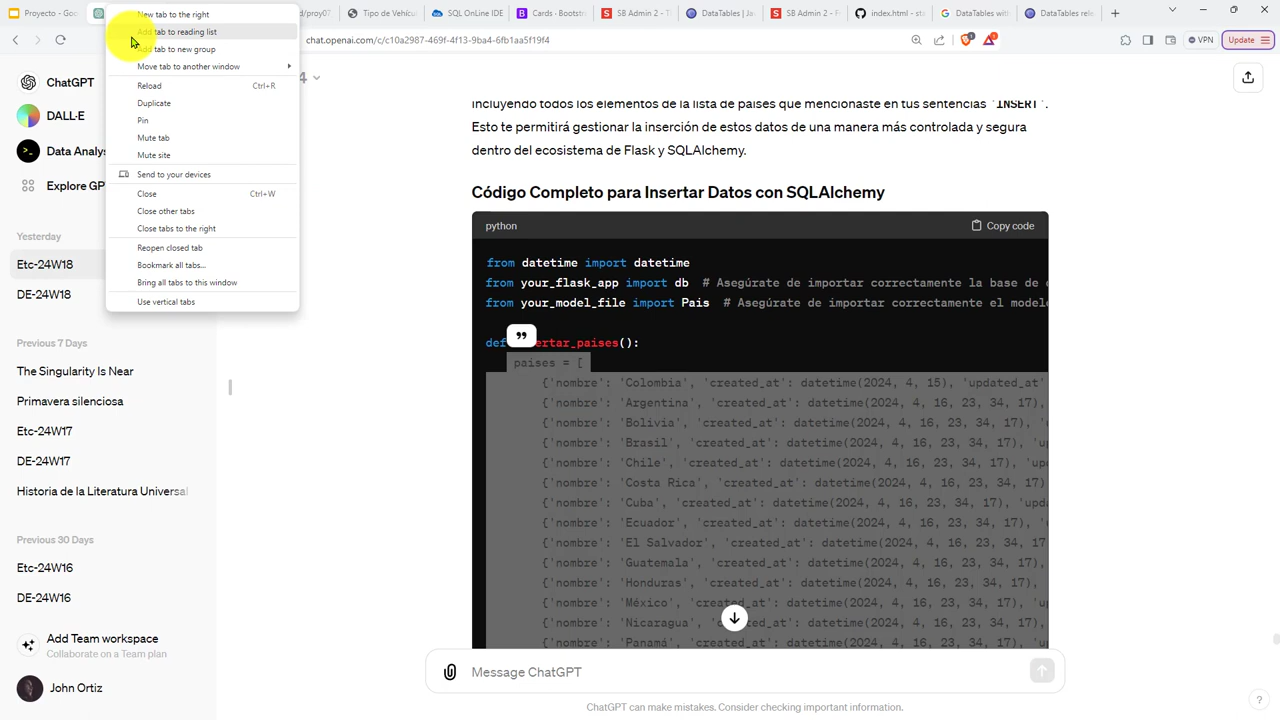 Proyecto - Goo
d/proy07
Tipo de Vehícu
SQL OnLine IDE
Cards · Bootstr
SB Admin 2 - T
DataTables | Ja
SB Admin 2 - F
index.html - sta
DataTables with
DataTables rele
chat.openai.com/c/c10a2987-469f-4f13-9a4f-6fb1aa5f19f4
VPN
Update
New tab to the right
Add tab to reading list
Add tab to new group
Move tab to another window
Reload Ctrl+R
Duplicate
Pin
Mute tab
Mute site
Send to your devices
Close Ctrl+W
Close other tabs
Close tabs to the right
Reopen closed tab
Bookmark all tabs...
Bring all tabs to this window
Use vertical tabs
ChatGPT
DALL·E
Data Analys
Explore GP
Yesterday
Etc-24W18
DE-24W18
Previous 7 Days
The Singularity Is Near
Primavera silenciosa
Etc-24W17
DE-24W17
Historia de la Literatura Universal
Previous 30 Days
Etc-24W16
DE-24W16
Add Team workspace
Collaborate on a Team plan
John Ortiz
4
incluyendo todos los elementos de la lista de países que mencionaste en tus sentencias `INSERT`.
Esto te permitirá gestionar la inserción de estos datos de una manera más controlada y segura
dentro del ecosistema de Flask y SQLAlchemy.
Código Completo para Insertar Datos con SQLAlchemy
python
Copy code
from datetime import datetime
from your_flask_app import db # Asegúrate de importar correctamente la base de
from your_model_file import Pais # Asegúrate de importar correctamente el modelo
def ertar_paises():
paises = [
{'nombre': 'Colombia', 'created_at': datetime(2024, 4, 15), 'updated_at'
{'nombre': 'Argentina', 'created_at': datetime(2024, 4, 16, 23, 34, 17),
{'nombre': 'Bolivia', 'created_at': datetime(2024, 4, 16, 23, 34, 17), 'up
{'nombre': 'Brasil', 'created_at': datetime(2024, 4, 16, 23, 34, 17), 'upd
{'nombre': 'Chile', 'created_at': datetime(2024, 4, 16, 23, 34, 17), 'upda
{'nombre': 'Costa Rica', 'created_at': datetime(2024, 4, 16, 23, 34, 17),
{'nombre': 'Cuba', 'created_at': datetime(2024, 4, 16, 23, 34, 17), 'updat
{'nombre': 'Ecuador', 'created_at': datetime(2024, 4, 16, 23, 34, 17), 'up
{'nombre': 'El Salvador', 'created_at': datetime(2024, 4, 16, 23, 34, 17),
{'nombre': 'Guatemala', 'created_at': datetime(2024, 4, 16, 23, 34, 17),
{'nombre': 'Honduras', 'created_at': datetime(2024, 4, 16, 23, 34, 17), 'u
{'nombre': 'México', 'created_at': datetime(2024, 4, 16, 23, 34, 17), 'upd
{'nombre': 'Nicaragua', 'created_at': datetime(2024, 4, 16, 23, 34, 17),
{'nombre': 'Panamá', 'created_at': datetime(2024, 4, 16, 23, 34, 17), 'upd
Message ChatGPT
ChatGPT can make mistakes. Consider checking important information.
?